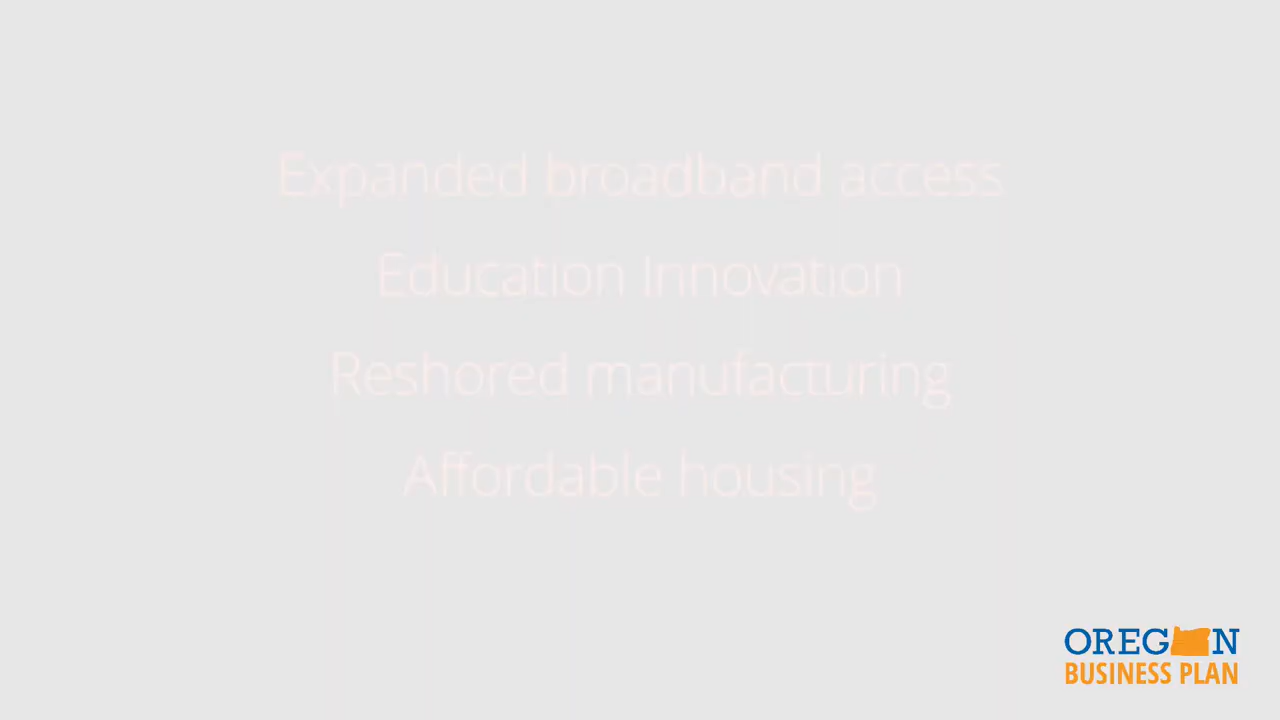 Expanded broadband access
Education Innovation
Reshored manufacturing
Affordable housing
OREGON
BUSINESS PLAN